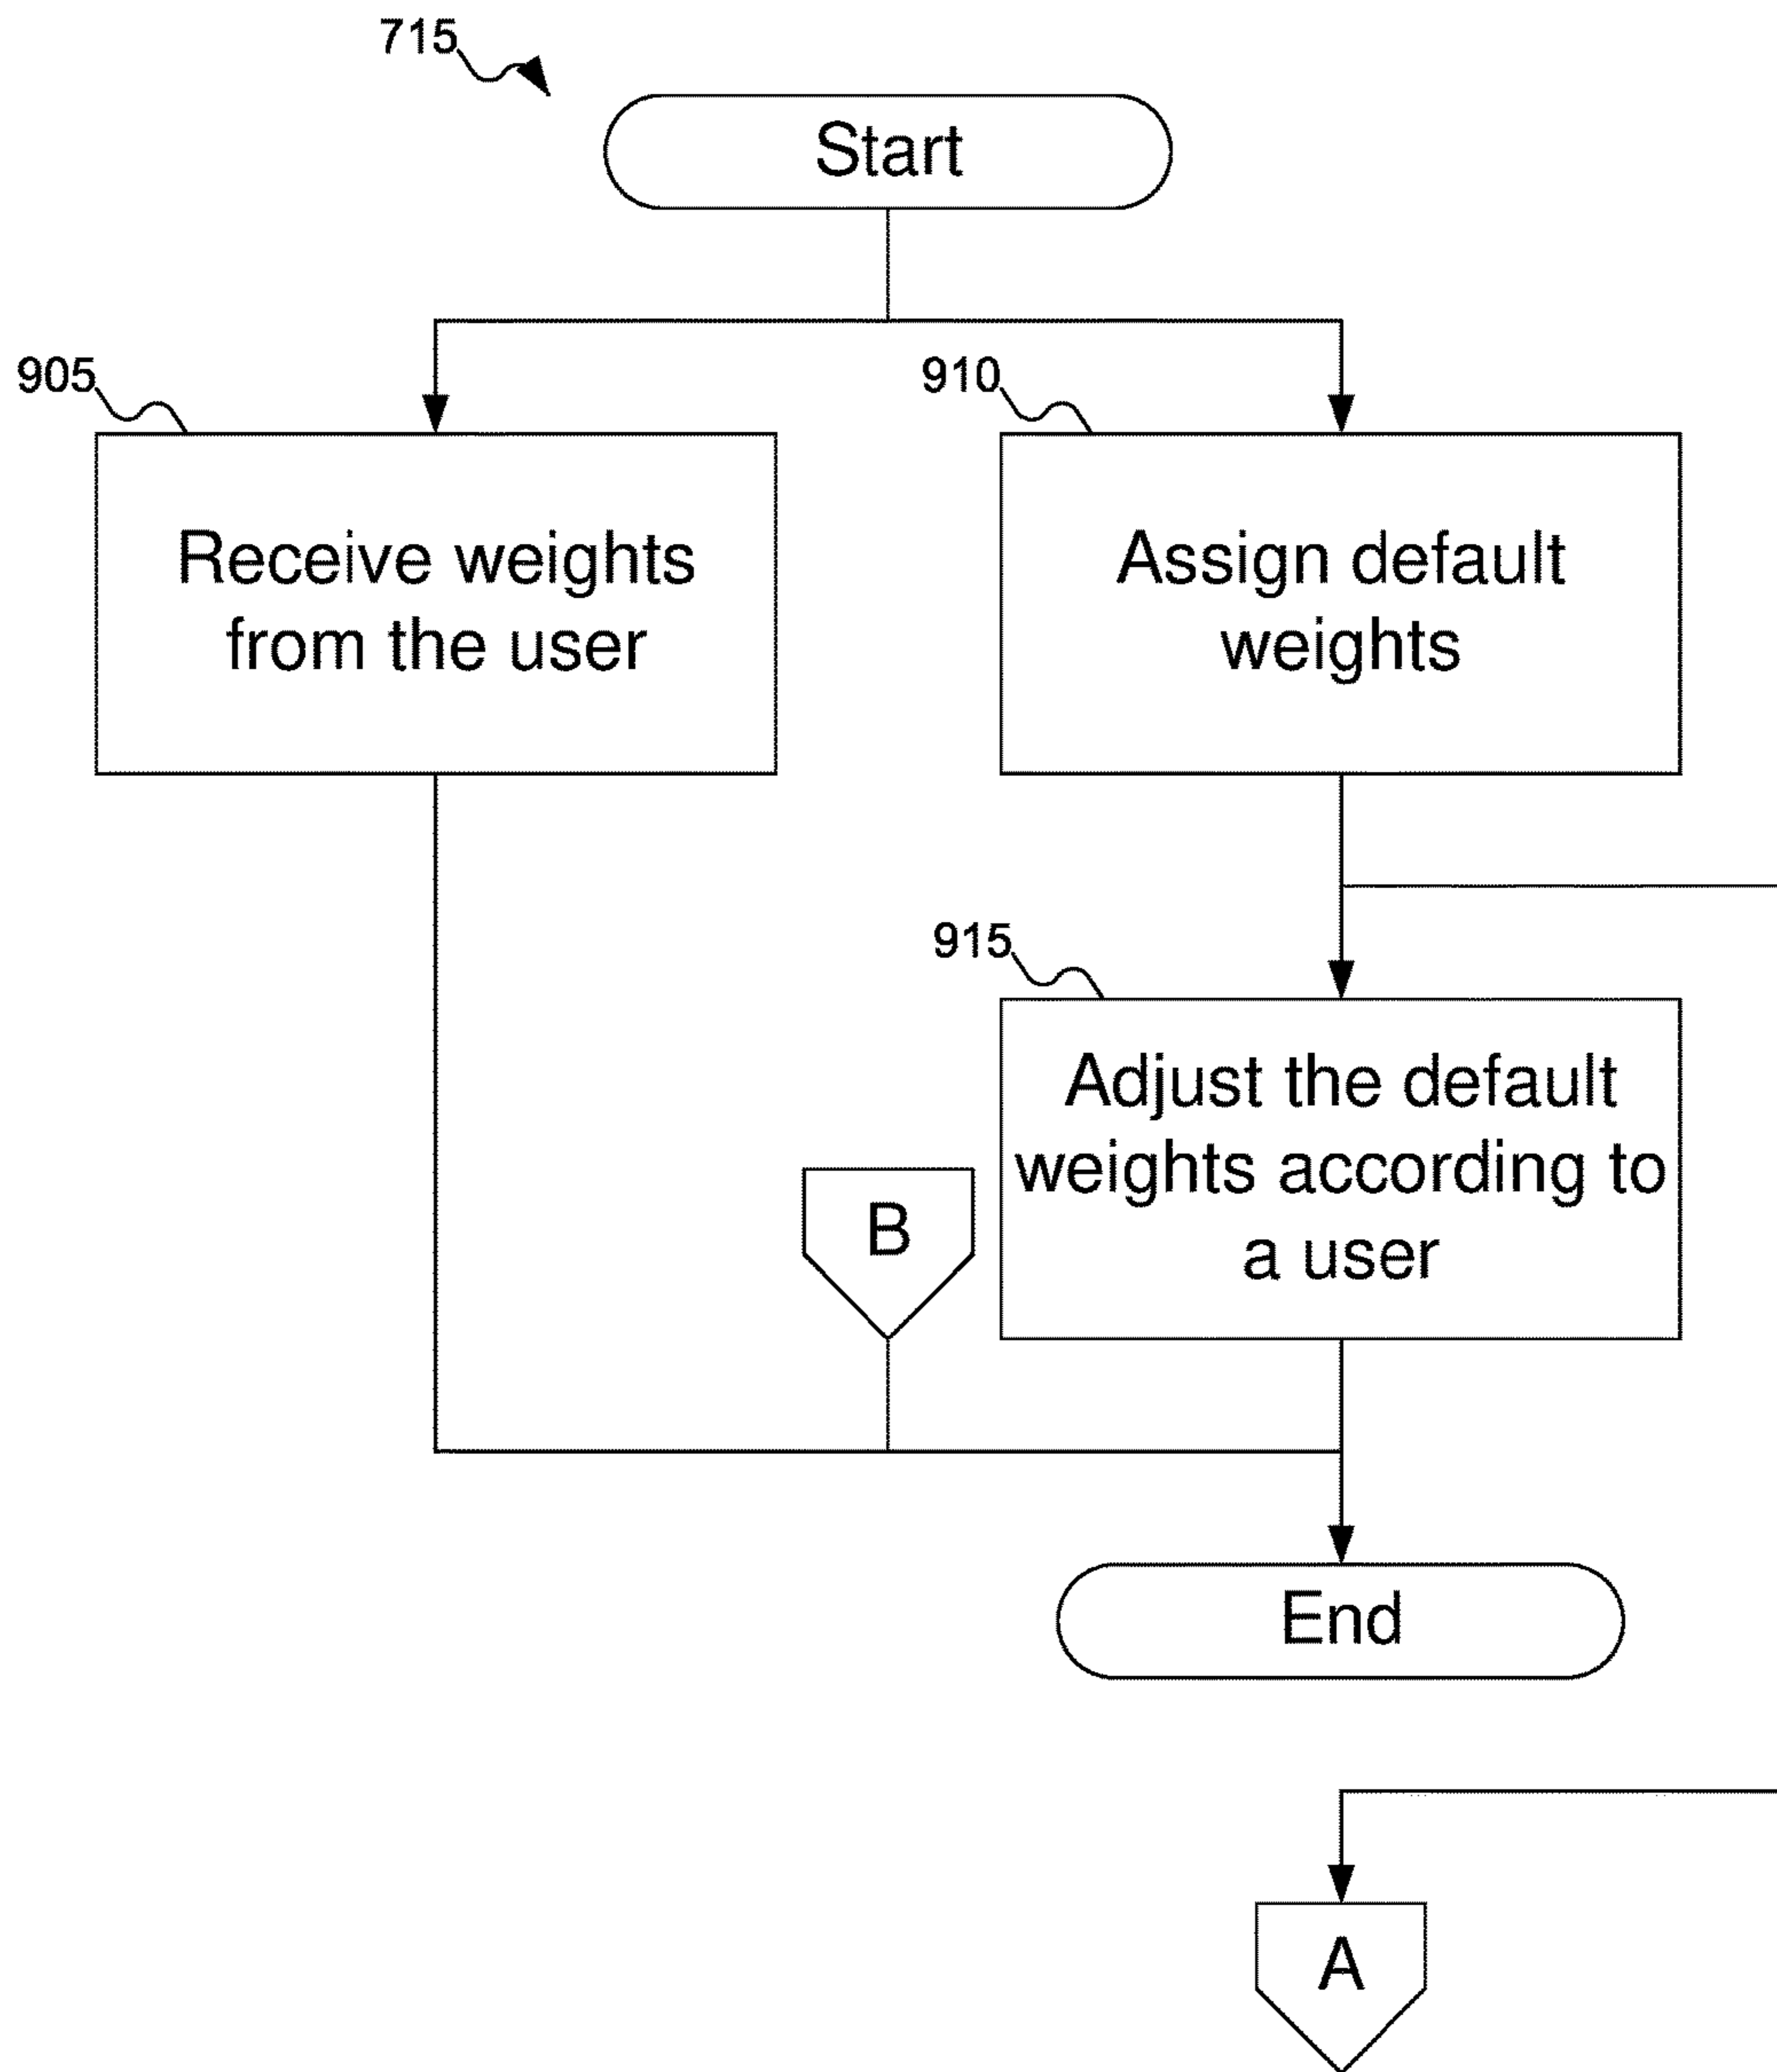 715
Start
905
910
Receive weights
from the user
Assign default
weights
915
Adjust the default
weights according to
a user
B
End
A